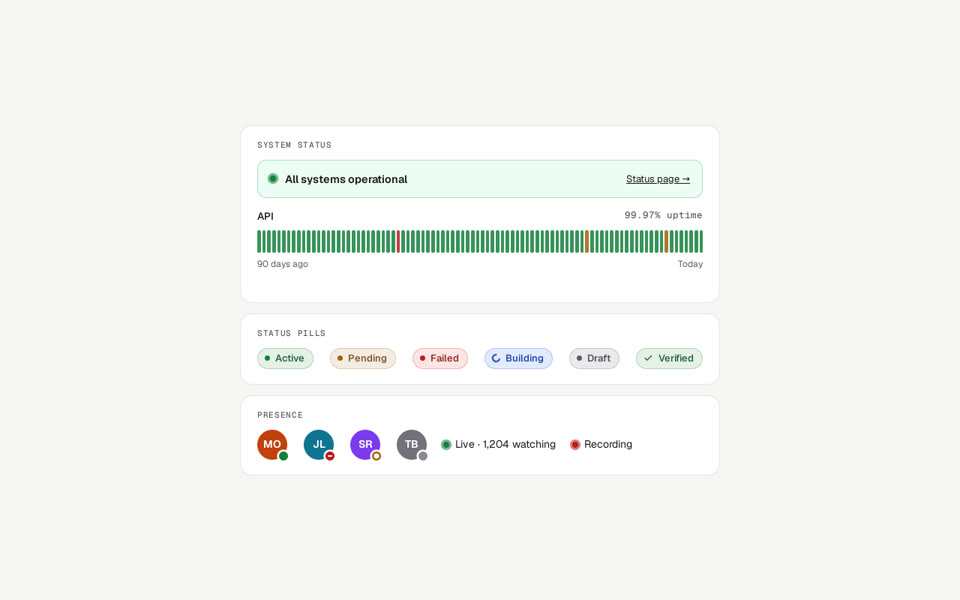 SYSTEM STATUS
All systems operational
Status page →
API
99.97% uptime
90 days ago
Today
STATUS PILLS
Active
Pending
Failed
Building
Draft
Verified
PRESENCE
MO
JL
SR
TB
Live · 1,204 watching
Recording